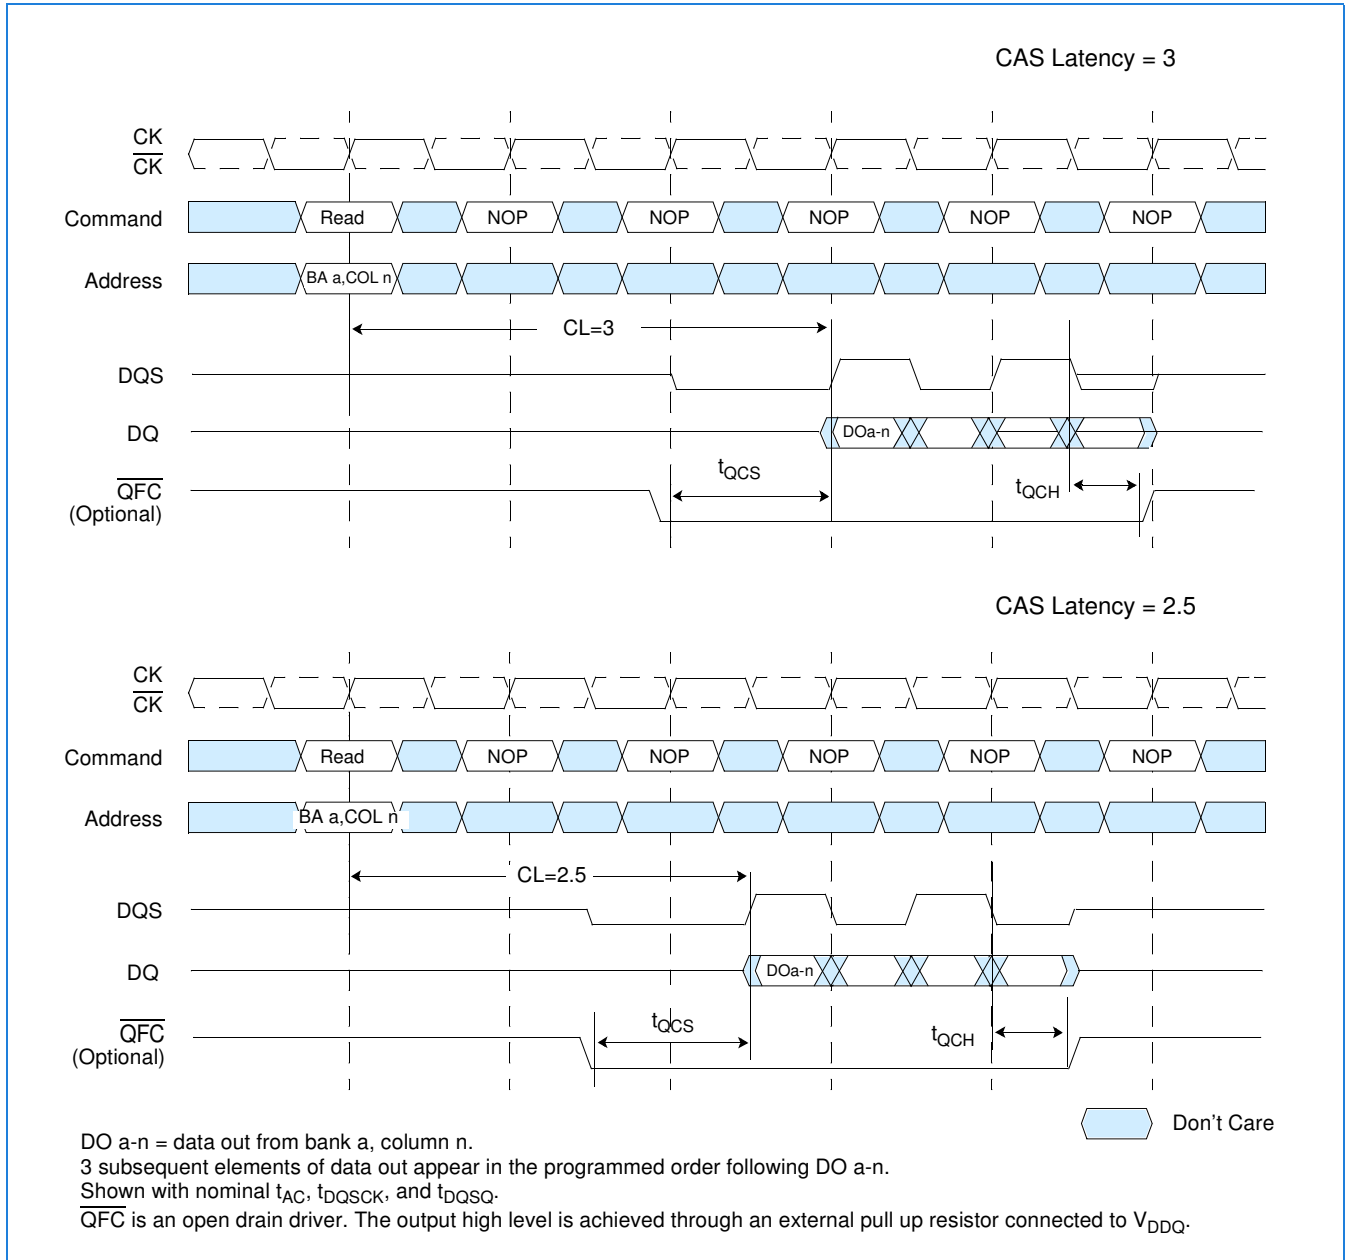 CAS Latency = 3
CK
CK
Command Read NOP NOP NOP NOP NOP
Address BA a,COL n
CL=3
DQS
DQ DOa-n
tQCS
tQCH
QFC
(Optional)
CAS Latency = 2.5
CK
CK
Command Read NOP NOP NOP NOP NOP
Address BA a,COL n
CL=2.5
DQS
DQ DOa-n
tQCS
tQCH
QFC
(Optional)
Don't Care
DO a-n = data out from bank a, column n.
3 subsequent elements of data out appear in the programmed order following DO a-n.
Shown with nominal tAC, tDQSCK, and tDQSQ.
QFC is an open drain driver. The output high level is achieved through an external pull up resistor connected to VDDQ.